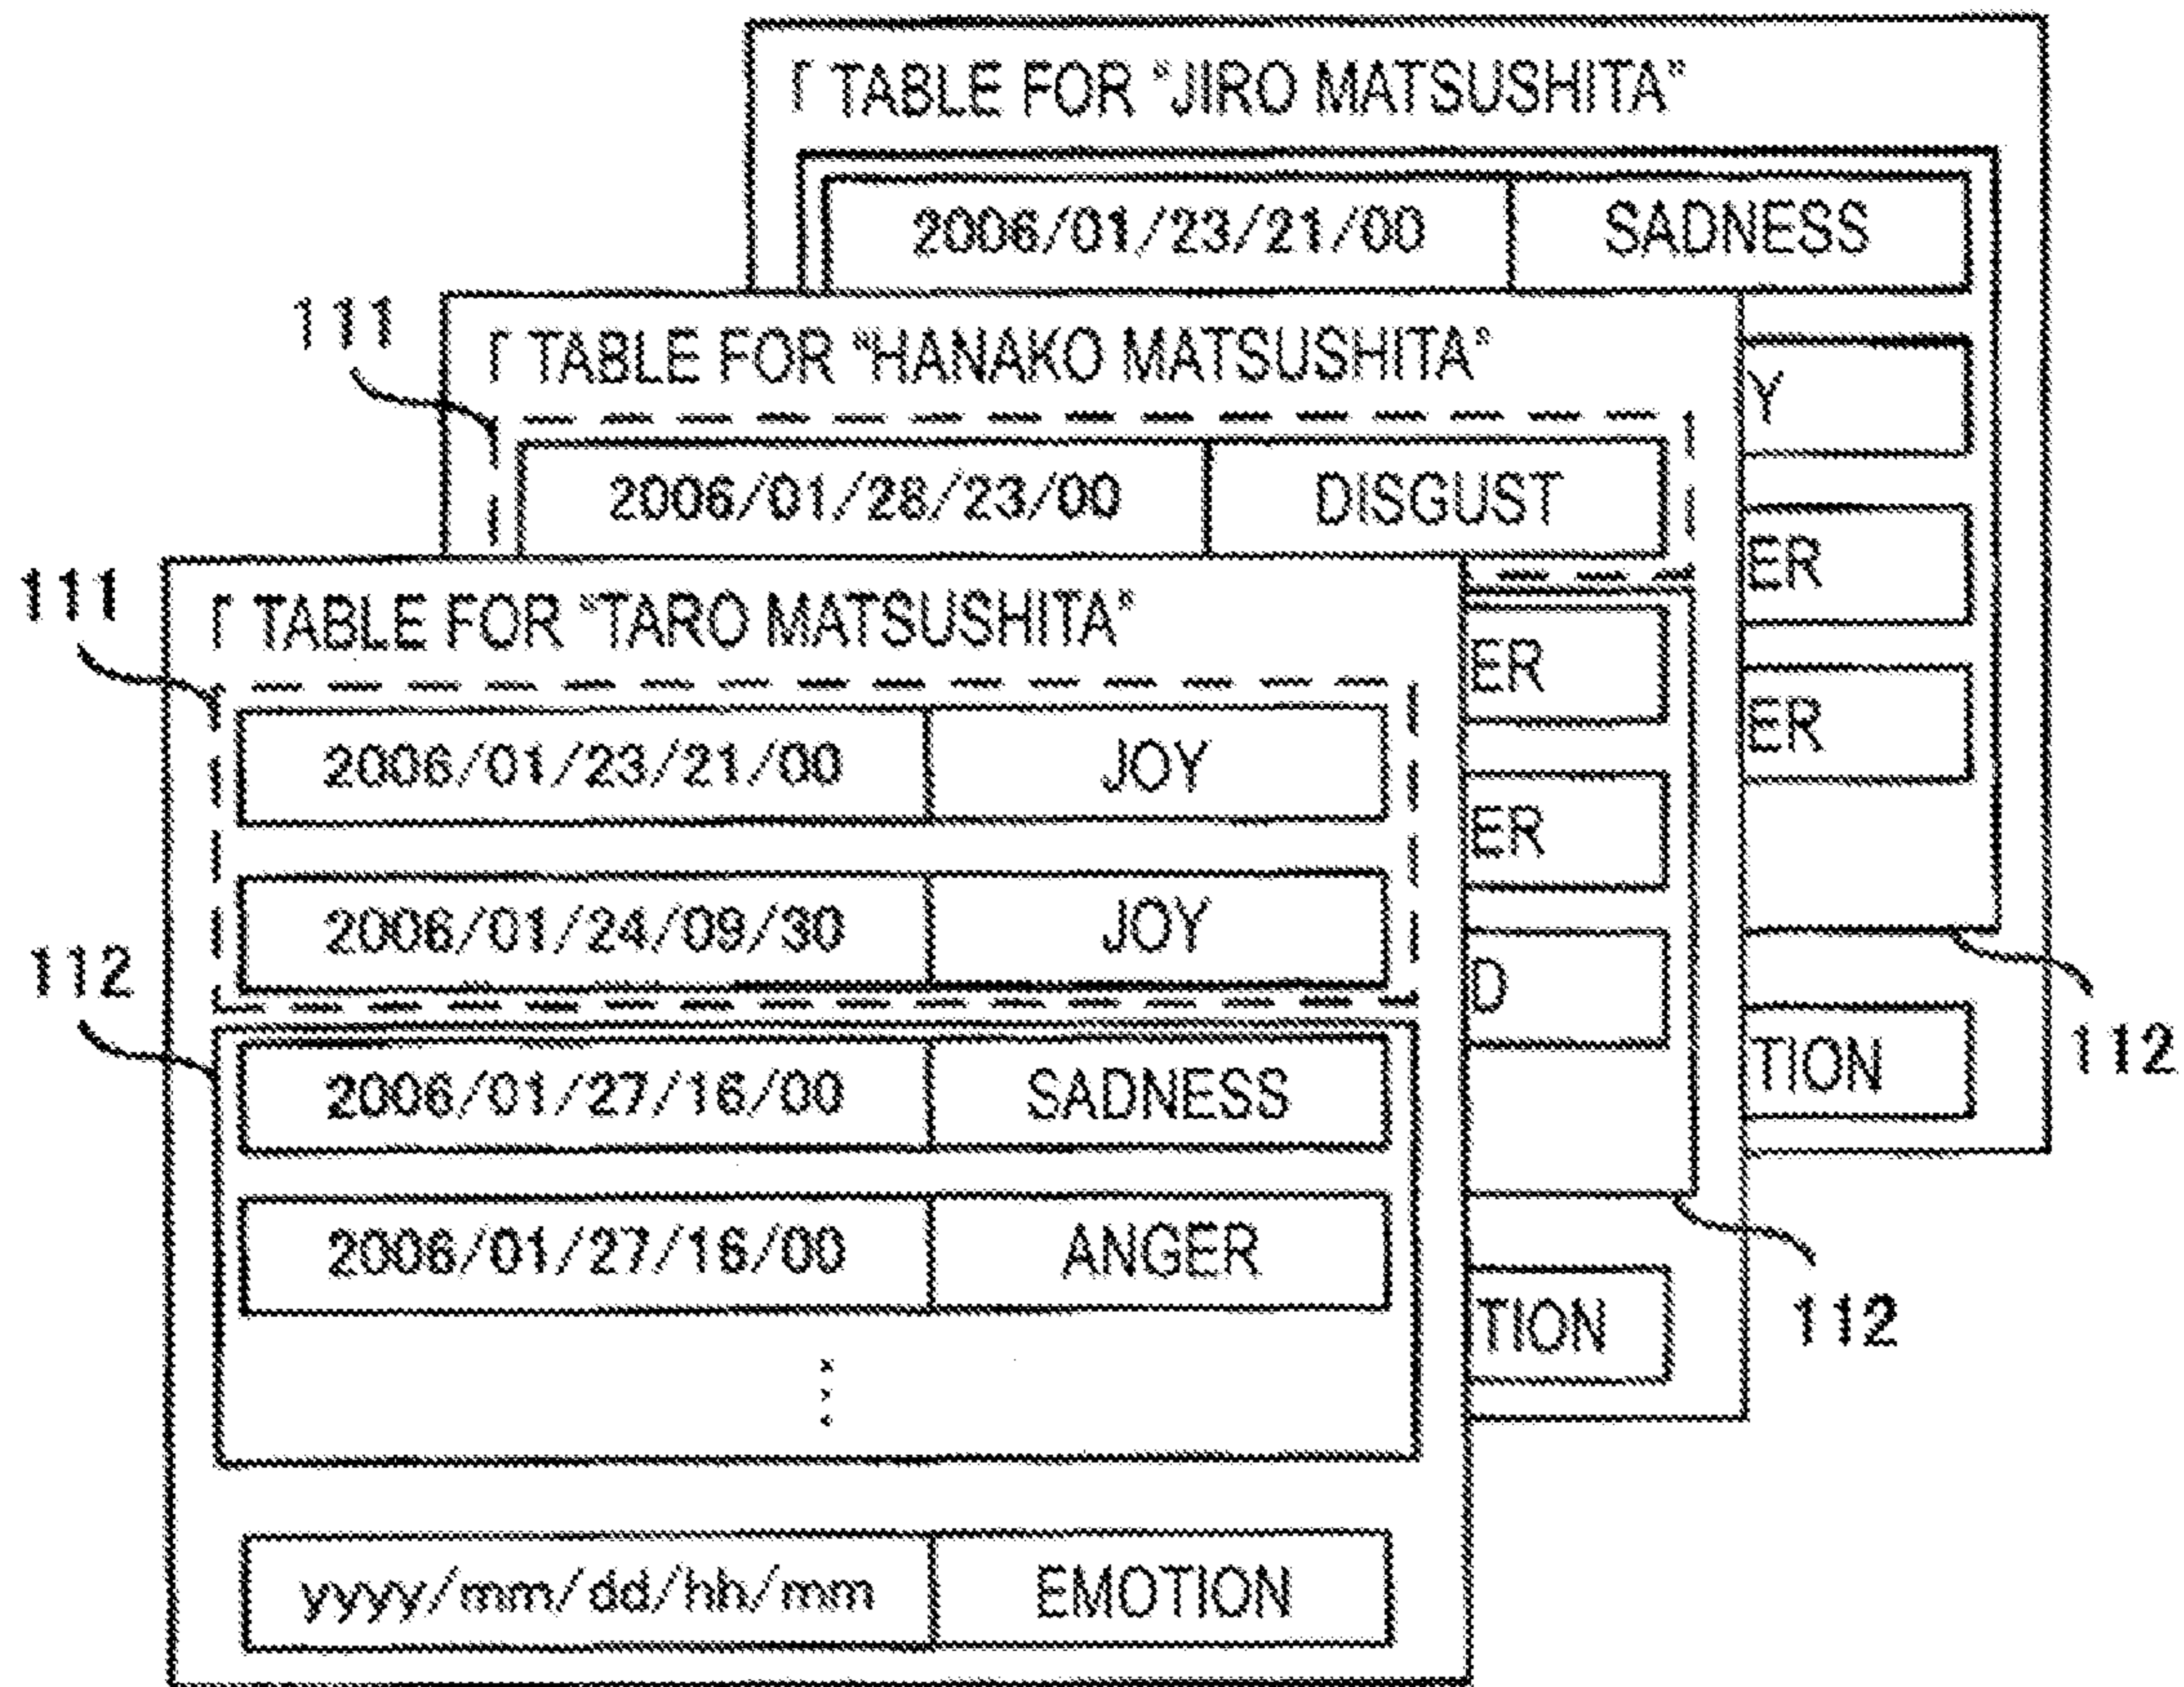 「 TABLE FOR "JIRO MATSUSHITA"
2006/01/23/21/00 SADNESS
Y
ER
ER
TION
112
111
「 TABLE FOR "HANAKO MATSUSHITA"
2006/01/28/23/00 DISGUST
ER
ER
D
TION
112
111
「 TABLE FOR "TARO MATSUSHITA"
2006/01/23/21/00 JOY
2006/01/24/09/30 JOY
112
2006/01/27/16/00 SADNESS
2006/01/27/16/00 ANGER
⋮
yyyy/mm/dd/hh/mm EMOTION